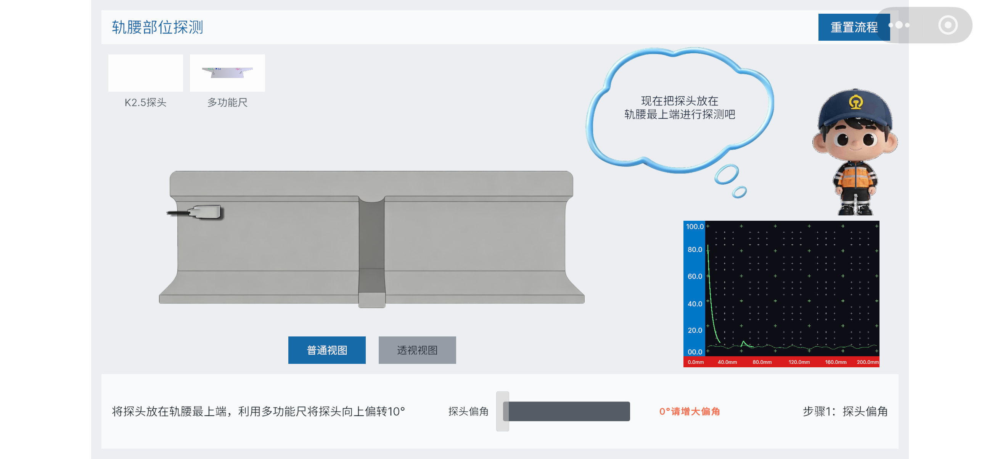 轨腰部位探测
重置流程
K2.5探头
多功能尺
现在把探头放在
轨腰最上端进行探测吧
100.0
80.0
60.0
40.0
20.0
00.0
0.0mm 40.0mm 80.0mm 120.0mm 160.0mm 200.0mm
普通视图
透视视图
将探头放在轨腰最上端，利用多功能尺将探头向上偏转10°
探头偏角
0°请增大偏角
步骤1：探头偏角